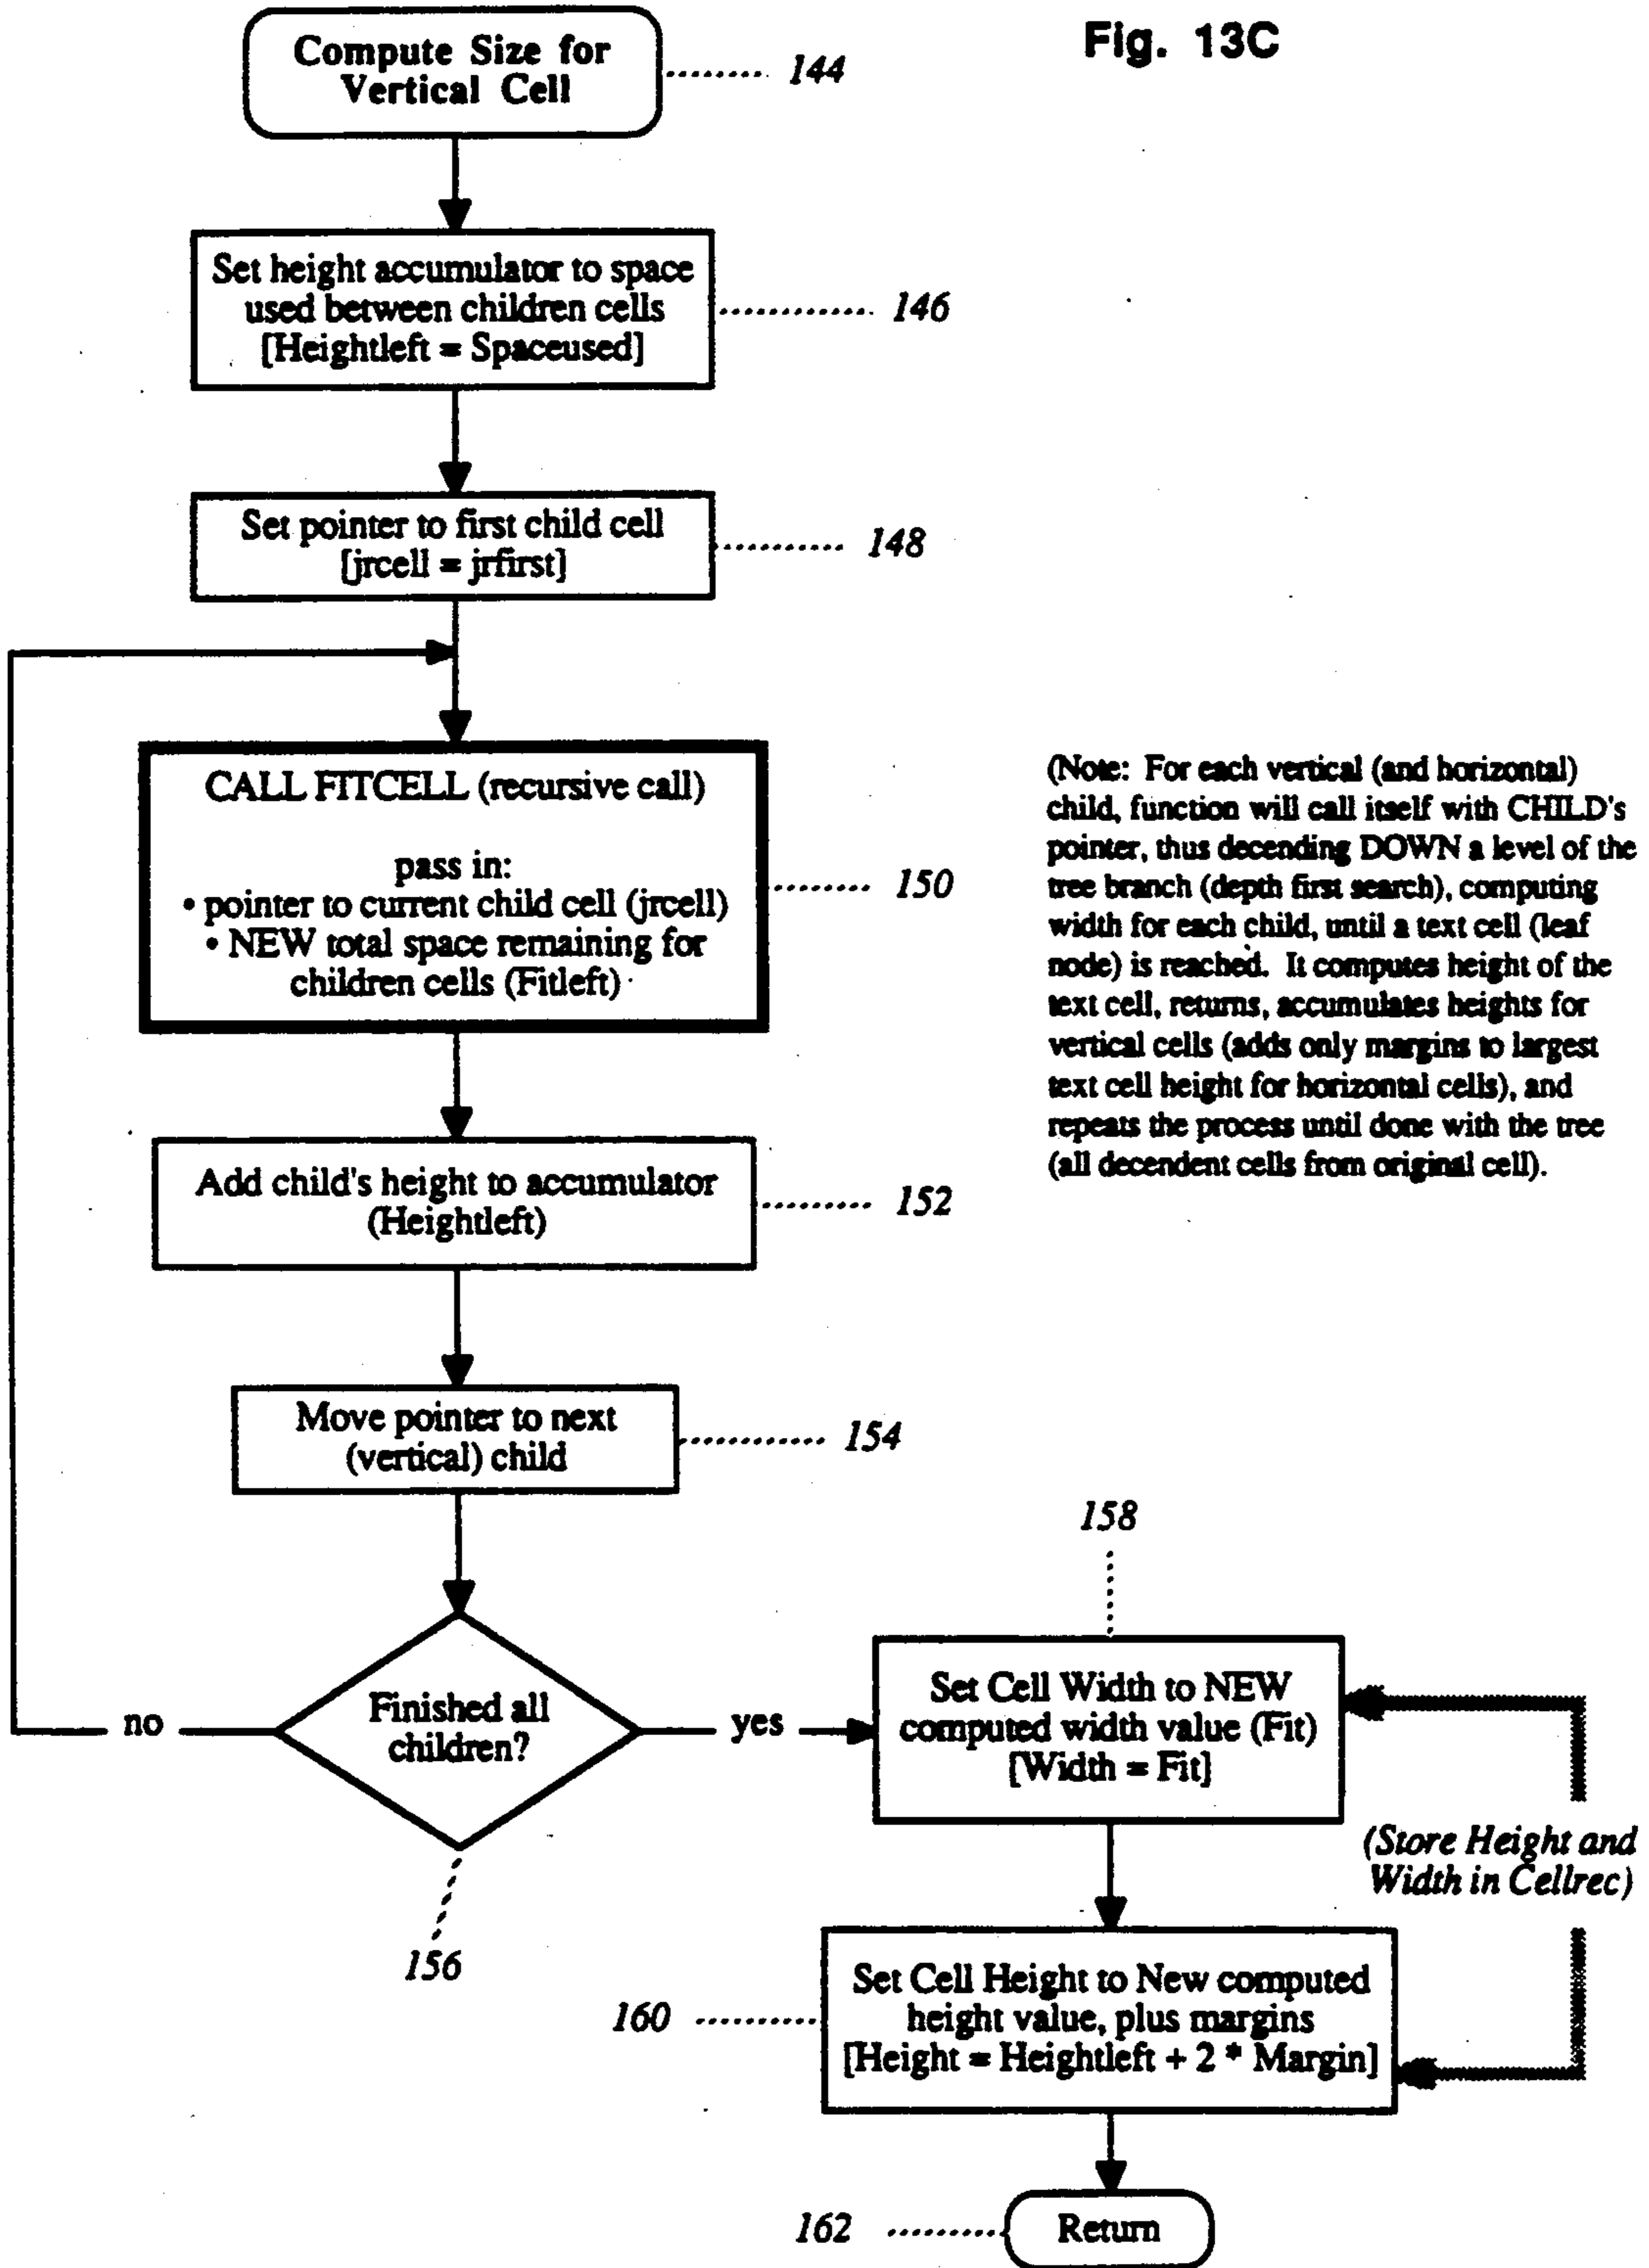 Fig. 13C
Compute Size for
Vertical Cell
144
Set height accumulator to space
used between children cells
[Heightleft = Spaceused]
146
Set pointer to first child cell
[jrcell = jrfirst]
148
CALL FITCELL (recursive call)
pass in:
• pointer to current child cell (jrcell)
• NEW total space remaining for
children cells (Fitleft)
150
(Note: For each vertical (and horizontal)
child, function will call itself with CHILD's
pointer, thus decending DOWN a level of the
tree branch (depth first search), computing
width for each child, until a text cell (leaf
node) is reached. It computes height of the
text cell, returns, accumulates heights for
vertical cells (adds only margins to largest
text cell height for horizontal cells), and
repeats the process until done with the tree
(all decendent cells from original cell).
Add child's height to accumulator
(Heightleft)
152
Move pointer to next
(vertical) child
154
Finished all
children?
no
yes
156
158
Set Cell Width to NEW
computed width value (Fit)
[Width = Fit]
(Store Height and
Width in Cellrec)
160
Set Cell Height to New computed
height value, plus margins
[Height = Heightleft + 2 * Margin]
162
Return